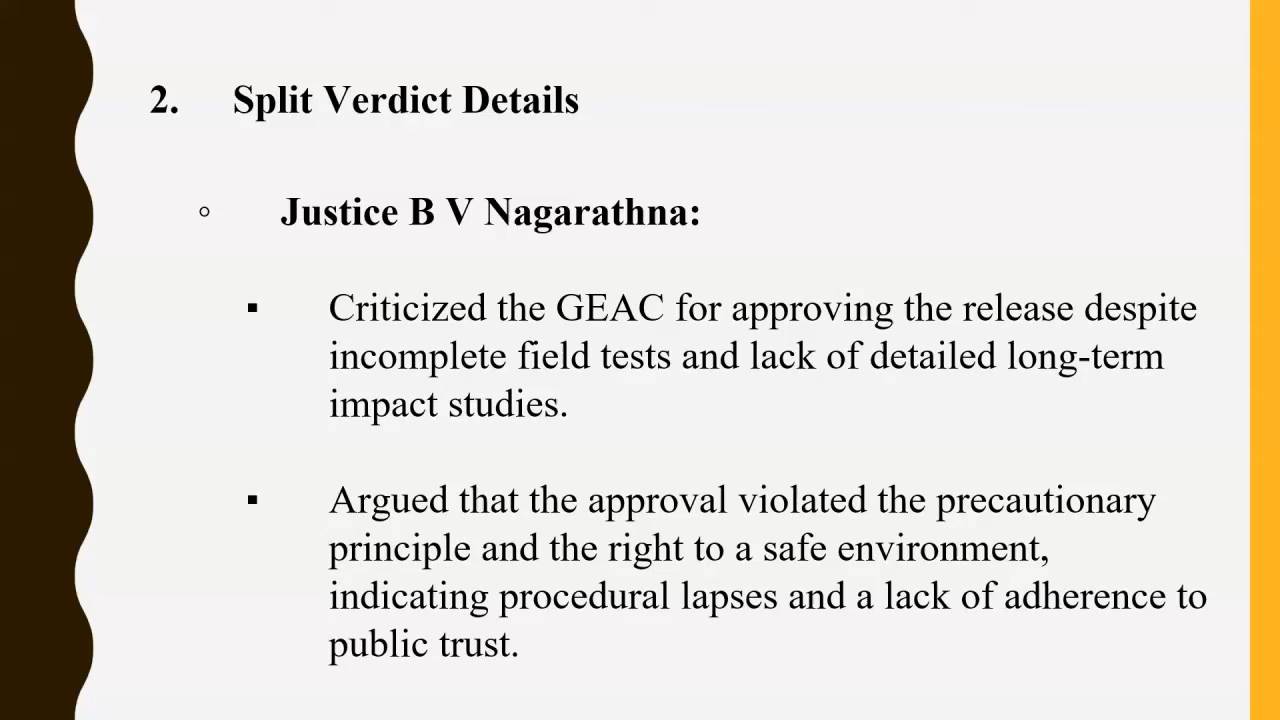 2. Split Verdict Details
◦ Justice B V Nagarathna:
▪ Criticized the GEAC for approving the release despite
incomplete field tests and lack of detailed long-term
impact studies.
▪ Argued that the approval violated the precautionary
principle and the right to a safe environment,
indicating procedural lapses and a lack of adherence to
public trust.